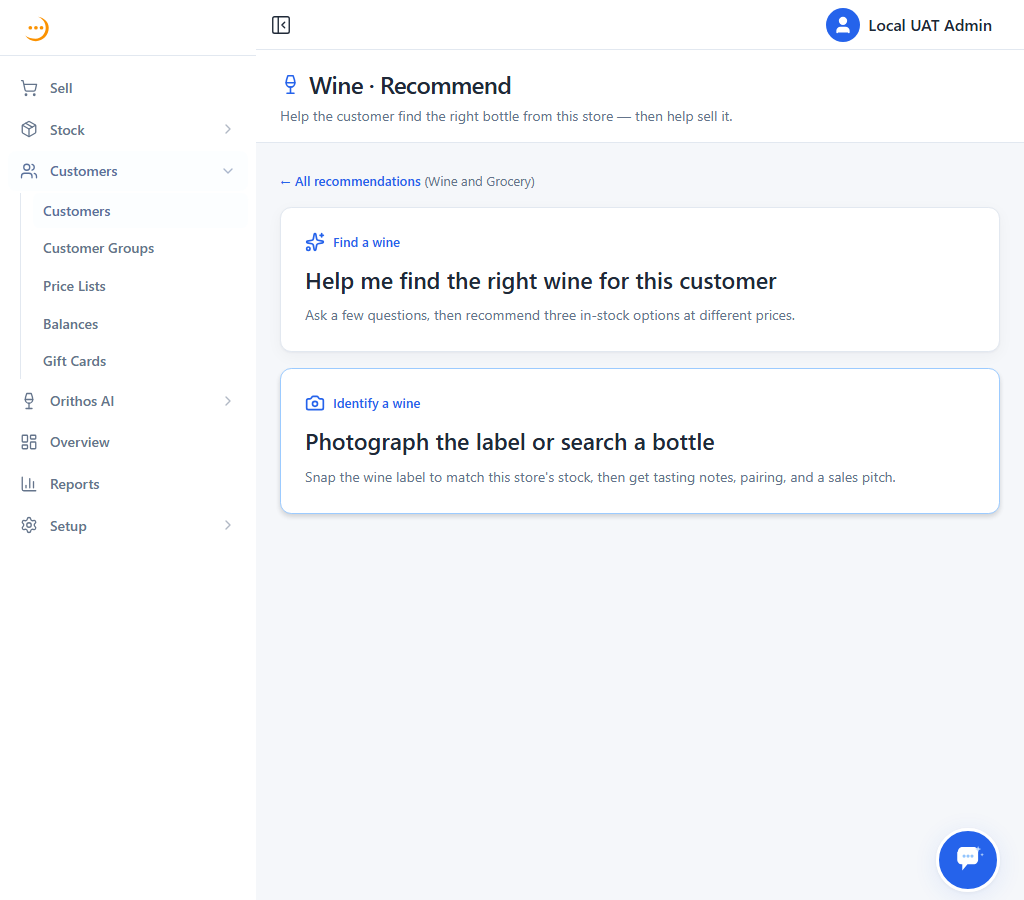 Local UAT Admin
Sell
Stock
Customers
Customers
Customer Groups
Price Lists
Balances
Gift Cards
Orithos AI
Overview
Reports
Setup
Wine · Recommend
Help the customer find the right bottle from this store — then help sell it.
← All recommendations (Wine and Grocery)
Find a wine
Help me find the right wine for this customer
Ask a few questions, then recommend three in-stock options at different prices.
Identify a wine
Photograph the label or search a bottle
Snap the wine label to match this store's stock, then get tasting notes, pairing, and a sales pitch.